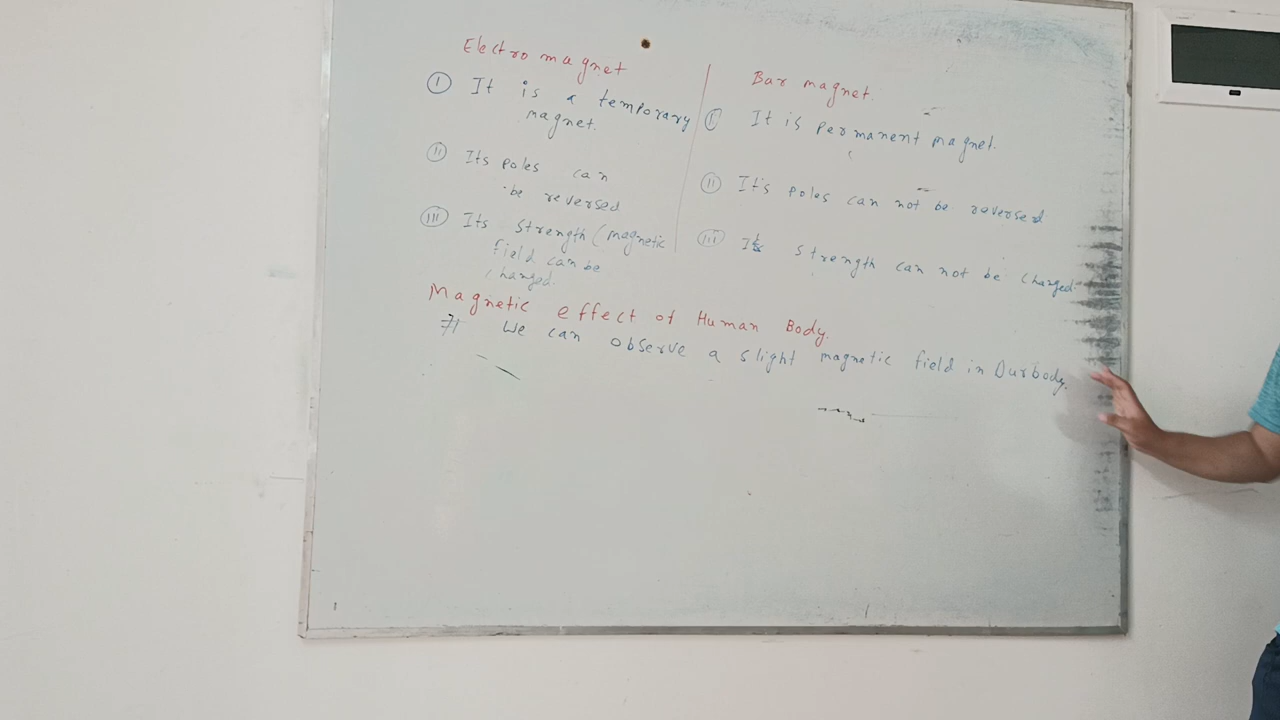 Electro magnet
(i) It is a temporary
magnet.
(ii) Its poles can
be reversed
(iii) Its strength (magnetic
field can be
changed.
Bar magnet.
(i) It is permanent magnet.
(ii) It's poles can not be reversed
(iii) Its strength can not be changed.
Magnetic effect of Human Body.
# We can observe a slight magnetic field in Our body.